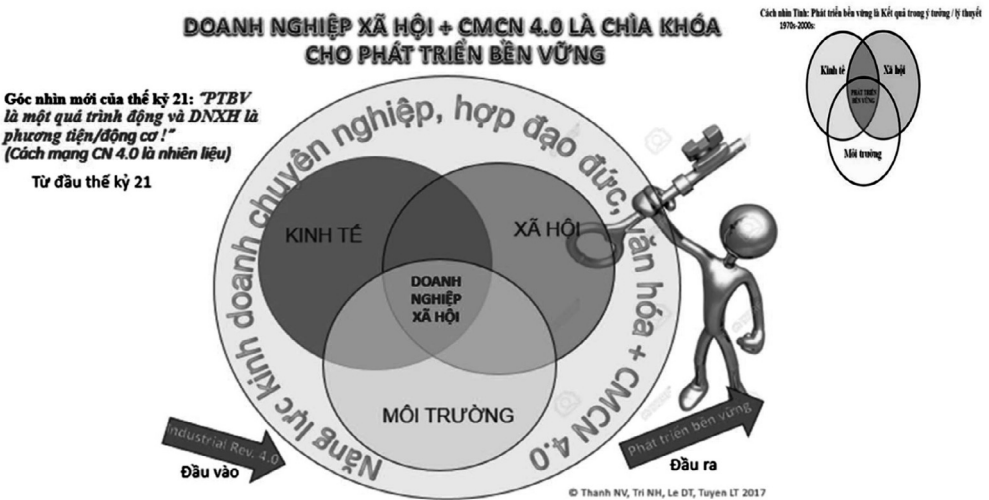 DOANH NGHIỆP XÃ HỘI + CMCN 4.0 LÀ CHÌA KHÓA
CHO PHÁT TRIỂN BỀN VỮNG
Cách nhìn Tĩnh: Phát triển bền vững là Kết quả trong ý tưởng / lý thuyết
1970s-2000s:
Kinh tế
Xã hội
PHÁT TRIỂN
BỀN VỮNG
Môi trường
Góc nhìn mới của thế kỷ 21: “PTBV
là một quá trình động và DNXH là
phương tiện/động cơ !”
(Cách mạng CN 4.0 là nhiên liệu)
Từ đầu thế kỷ 21
Năng lực kinh doanh chuyên nghiệp, hợp đạo đức, văn hóa + CMCN 4.0
KINH TẾ
XÃ HỘI
DOANH
NGHIỆP
XÃ HỘI
MÔI TRƯỜNG
Industrial Rev. 4.0
Đầu vào
Phát triển bền vững
Đầu ra
© Thanh NV, Tri NH, Le DT, Tuyen LT 2017